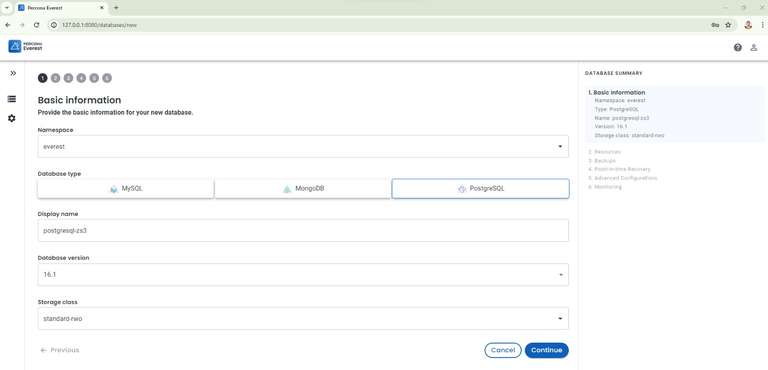 Percona Everest
127.0.0.1:8080/databases/new
PERCONA
Everest
1 2 3 4 5 6
Basic information
Provide the basic information for your new database.
Namespace
everest
Database type
MySQL
MongoDB
PostgreSQL
Display name
postgresql-zs3
Database version
16.1
Storage class
standard-rwo
Previous
Cancel
Continue
DATABASE SUMMARY
1. Basic Information
Namespace: everest
Type: PostgreSQL
Name: postgresql-zs3
Version: 16.1
Storage class: standard-rwo
2. Resources
3. Backups
4. Point-in-time Recovery
5. Advanced Configurations
6. Monitoring